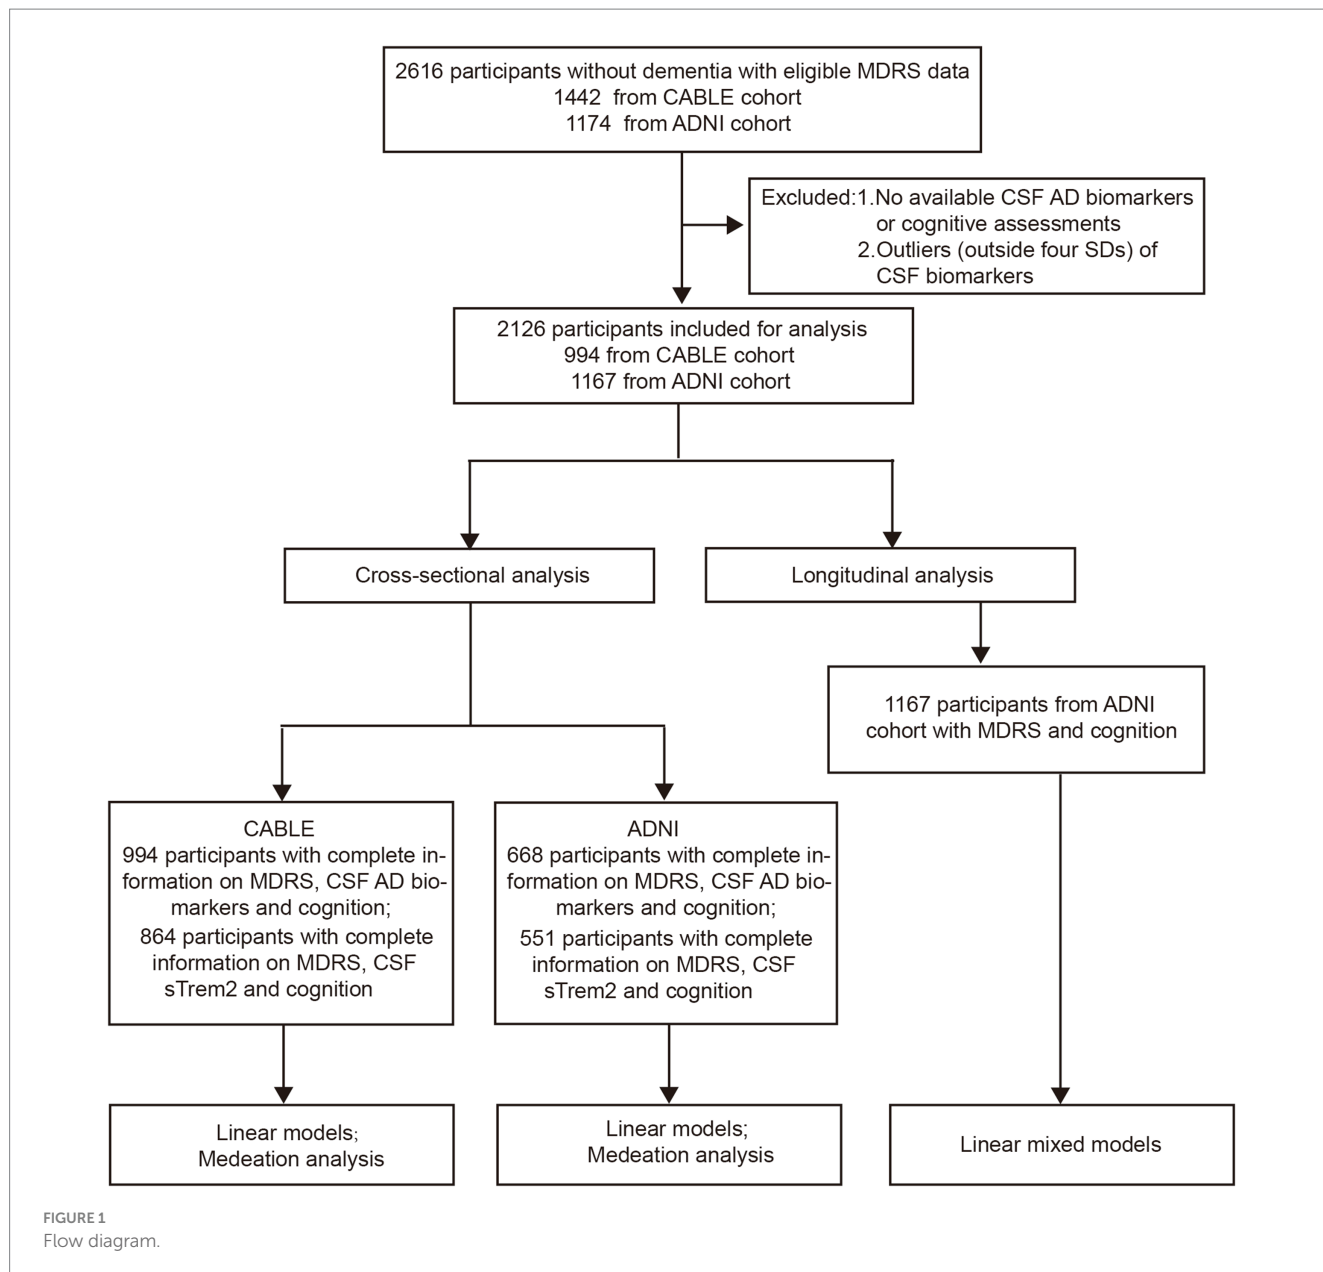 2616 participants without dementia with eligible MDRS data
1442 from CABLE cohort
1174 from ADNI cohort
Excluded:1.No available CSF AD biomarkers
or cognitive assessments
2.Outliers (outside four SDs) of
CSF biomarkers
2126 participants included for analysis
994 from CABLE cohort
1167 from ADNI cohort
Cross-sectional analysis
Longitudinal analysis
1167 participants from ADNI
cohort with MDRS and cognition
CABLE
994 participants with complete in-
formation on MDRS, CSF AD bio-
markers and cognition;
864 participants with complete
information on MDRS, CSF
sTrem2 and cognition
ADNI
668 participants with complete in-
formation on MDRS, CSF AD bio-
markers and cognition;
551 participants with complete
information on MDRS, CSF
sTrem2 and cognition
Linear models;
Medeation analysis
Linear models;
Medeation analysis
Linear mixed models
FIGURE 1
Flow diagram.